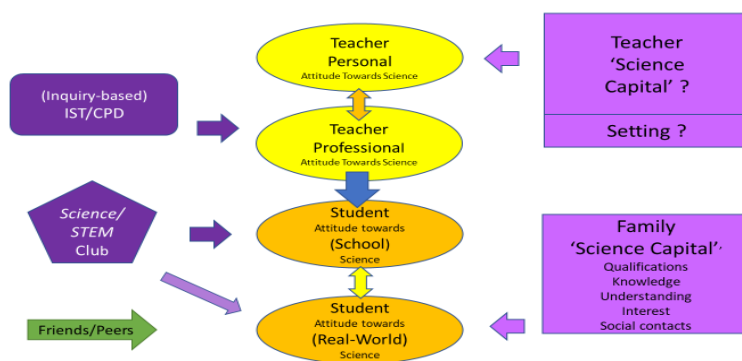 Teacher
Personal
Attitude Towards Science
Teacher
'Science
Capital' ?
Setting ?
(Inquiry-based)
IST/CPD
Teacher
Professional
Attitude Towards Science
Science/
STEM
Club
Student
Attitude towards
(School)
Science
Family
'Science Capital'
Qualifications
Knowledge
Understanding
Interest
Social contacts
Friends/Peers
Student
Attitude towards
(Real-World)
Science